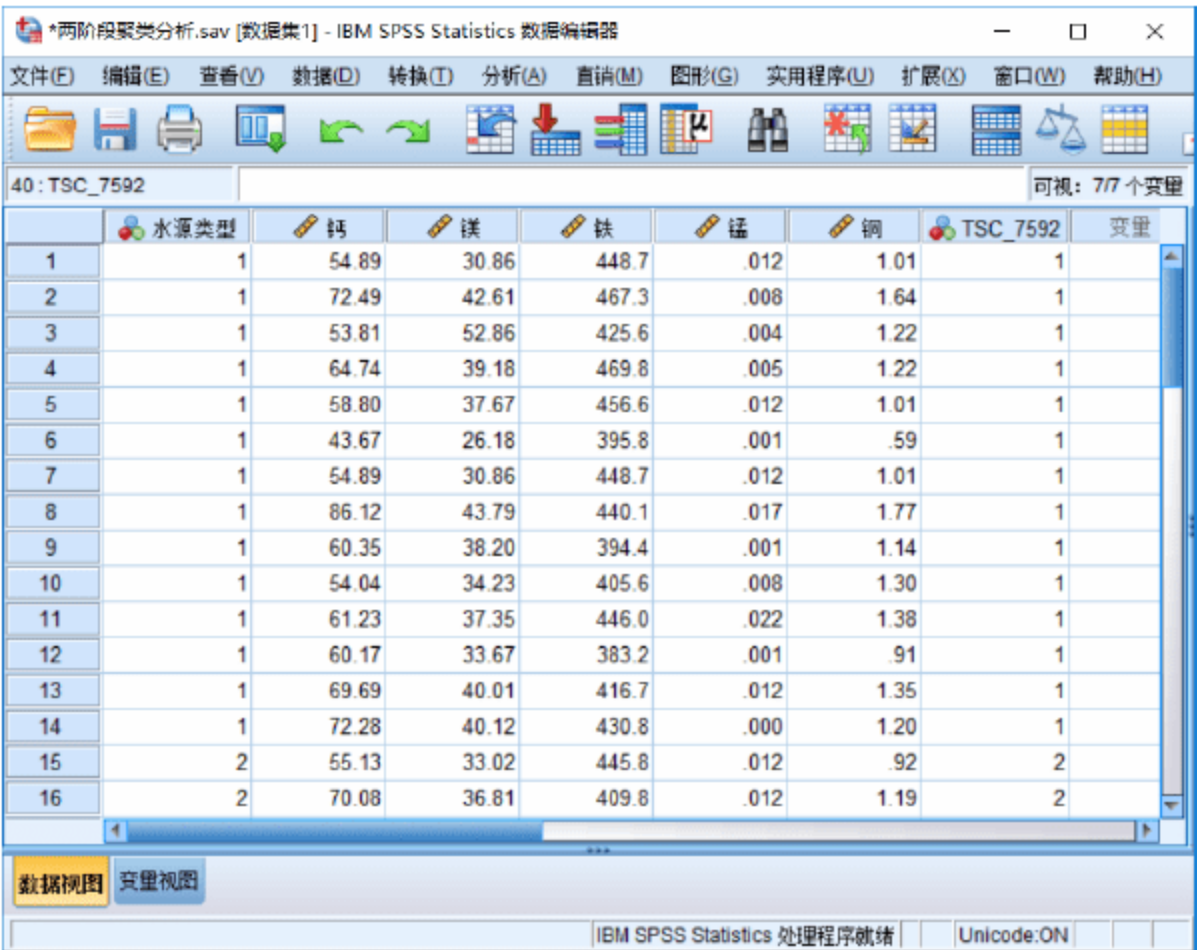 *两阶段聚类分析.sav [数据集1] - IBM SPSS Statistics 数据编辑器
文件(F) 编辑(E) 查看(V) 数据(D) 转换(T) 分析(A) 直销(M) 图形(G) 实用程序(U) 扩展(X) 窗口(W) 帮助(H)
40 : TSC_7592 可视: 7/7 个变量
水源类型 钙 镁 铁 锰 铜 TSC_7592 变量
1 1 54.89 30.86 448.7 .012 1.01 1
2 1 72.49 42.61 467.3 .008 1.64 1
3 1 53.81 52.86 425.6 .004 1.22 1
4 1 64.74 39.18 469.8 .005 1.22 1
5 1 58.80 37.67 456.6 .012 1.01 1
6 1 43.67 26.18 395.8 .001 .59 1
7 1 54.89 30.86 448.7 .012 1.01 1
8 1 86.12 43.79 440.1 .017 1.77 1
9 1 60.35 38.20 394.4 .001 1.14 1
10 1 54.04 34.23 405.6 .008 1.30 1
11 1 61.23 37.35 446.0 .022 1.38 1
12 1 60.17 33.67 383.2 .001 .91 1
13 1 69.69 40.01 416.7 .012 1.35 1
14 1 72.28 40.12 430.8 .000 1.20 1
15 2 55.13 33.02 445.8 .012 .92 2
16 2 70.08 36.81 409.8 .012 1.19 2
数据视图 变量视图
IBM SPSS Statistics 处理程序就绪 Unicode:ON